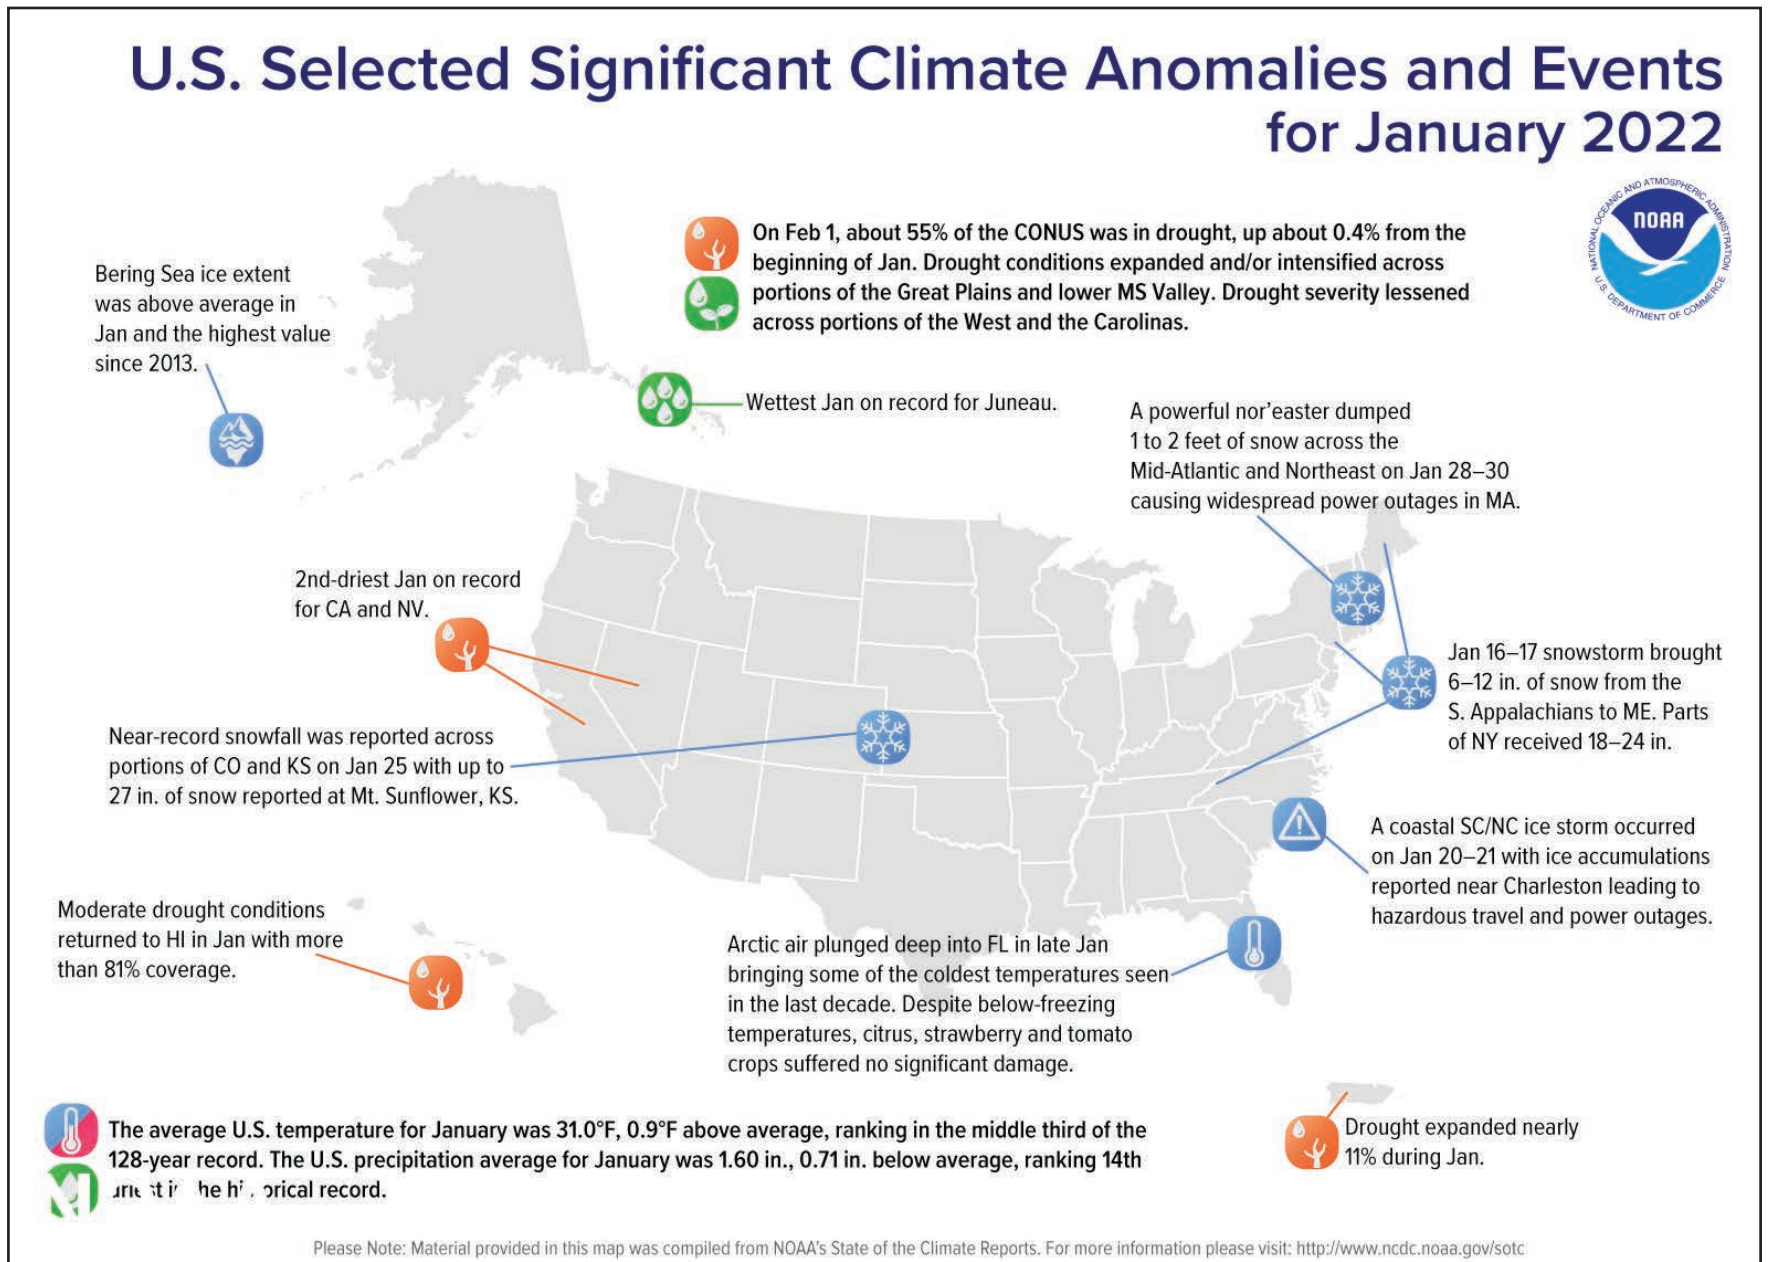 U.S. Selected Significant Climate Anomalies and Events
for January 2022
NATIONAL OCEANIC AND ATMOSPHERIC ADMINISTRATION
NOAA
U.S. DEPARTMENT OF COMMERCE
On Feb 1, about 55% of the CONUS was in drought, up about 0.4% from the
beginning of Jan. Drought conditions expanded and/or intensified across
portions of the Great Plains and lower MS Valley. Drought severity lessened
across portions of the West and the Carolinas.
Bering Sea ice extent
was above average in
Jan and the highest value
since 2013.
Wettest Jan on record for Juneau.
A powerful nor’easter dumped
1 to 2 feet of snow across the
Mid-Atlantic and Northeast on Jan 28–30
causing widespread power outages in MA.
2nd-driest Jan on record
for CA and NV.
Jan 16–17 snowstorm brought
6–12 in. of snow from the
S. Appalachians to ME. Parts
of NY received 18–24 in.
Near-record snowfall was reported across
portions of CO and KS on Jan 25 with up to
27 in. of snow reported at Mt. Sunflower, KS.
A coastal SC/NC ice storm occurred
on Jan 20–21 with ice accumulations
reported near Charleston leading to
hazardous travel and power outages.
Moderate drought conditions
returned to HI in Jan with more
than 81% coverage.
Arctic air plunged deep into FL in late Jan
bringing some of the coldest temperatures seen
in the last decade. Despite below-freezing
temperatures, citrus, strawberry and tomato
crops suffered no significant damage.
Drought expanded nearly
11% during Jan.
The average U.S. temperature for January was 31.0°F, 0.9°F above average, ranking in the middle third of the
128-year record. The U.S. precipitation average for January was 1.60 in., 0.71 in. below average, ranking 14th
record.
Please Note: Material provided in this map was compiled from NOAA's State of the Climate Reports. For more information please visit: http://www.ncdc.noaa.gov/sotc